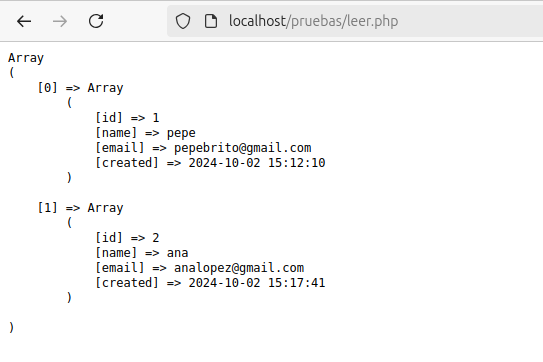 localhost/pruebas/leer.php
Array
(
    [0] => Array
        (
            [id] => 1
            [name] => pepe
            [email] => pepebrito@gmail.com
            [created] => 2024-10-02 15:12:10
        )

    [1] => Array
        (
            [id] => 2
            [name] => ana
            [email] => analopez@gmail.com
            [created] => 2024-10-02 15:17:41
        )

)